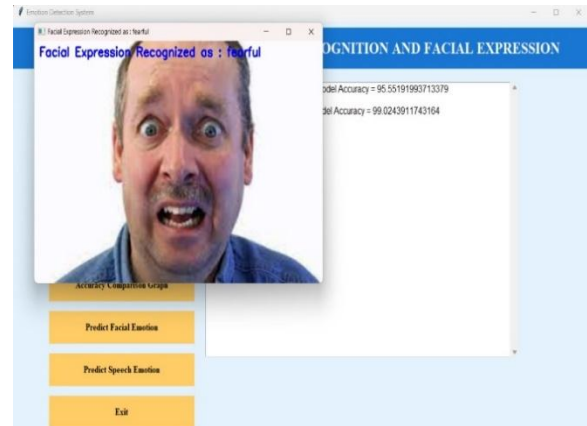 Emotion Detection System
Facial Expression Recognized as : fearful
Facial Expression Recognized as : fearful
OGNITION AND FACIAL EXPRESSION
odel Accuracy = 95.55191993713379
del Accuracy = 99.0243911743164
Accuracy Comparison Graph
Predict Facial Emotion
Predict Speech Emotion
Exit